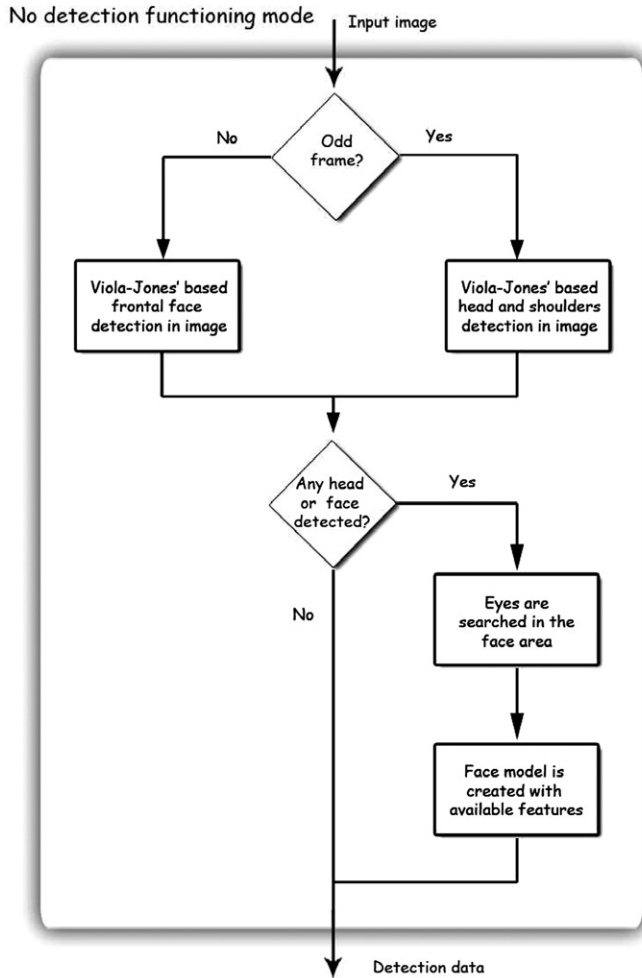 No detection functioning mode
Input image
Odd
frame?
No
Yes
Viola-Jones' based
frontal face
detection in image
Viola-Jones' based
head and shoulders
detection in image
Any head
or face
detected?
Yes
No
Eyes are
searched in the
face area
Face model is
created with
available features
Detection data